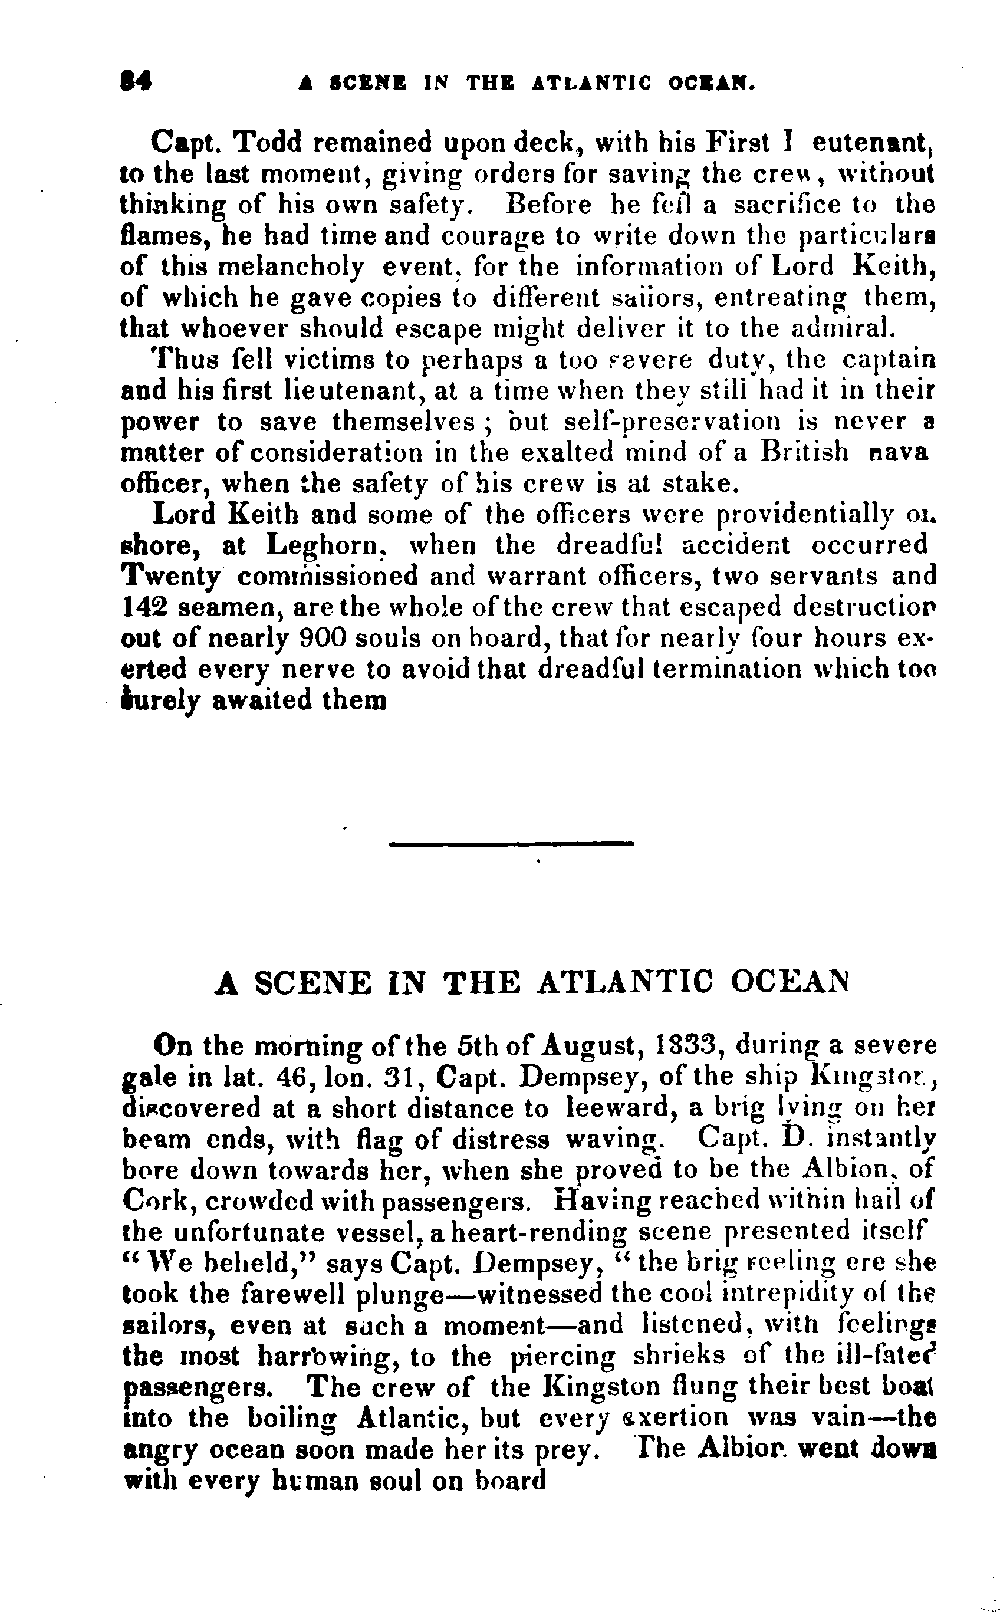 84 A SCENE IN THE ATLANTIC OCEAN.
Capt. Todd remained upon deck, with his First I eutenant,
to the last moment, giving orders for saving the crew, without
thinking of his own safety. Before he fell a sacrifice to the
flames, he had time and courage to write down the particulars
of this melancholy event, for the information of Lord Keith,
of which he gave copies to different sailors, entreating them,
that whoever should escape might deliver it to the admiral.
Thus fell victims to perhaps a too severe duty, the captain
and his first lieutenant, at a time when they still had it in their
power to save themselves; but self-preservation is never a
matter of consideration in the exalted mind of a British nava
officer, when the safety of his crew is at stake.
Lord Keith and some of the officers were providentially on
shore, at Leghorn, when the dreadful accident occurred
Twenty commissioned and warrant officers, two servants and
142 seamen, are the whole of the crew that escaped destruction
out of nearly 900 souls on board, that for nearly four hours ex-
erted every nerve to avoid that dreadful termination which too
surely awaited them
A SCENE IN THE ATLANTIC OCEAN
On the morning of the 5th of August, 1833, during a severe
gale in lat. 46, lon. 31, Capt. Dempsey, of the ship Kingston,
discovered at a short distance to leeward, a brig lying on her
beam ends, with flag of distress waving. Capt. D. instantly
bore down towards her, when she proved to be the Albion, of
Cork, crowded with passengers. Having reached within hail of
the unfortunate vessel, a heart-rending scene presented itself
“We beheld,” says Capt. Dempsey, “the brig reeling ere she
took the farewell plunge—witnessed the cool intrepidity of the
sailors, even at such a moment—and listened, with feelings
the most harrowing, to the piercing shrieks of the ill-fated
passengers. The crew of the Kingston flung their best boat
into the boiling Atlantic, but every exertion was vain—the
angry ocean soon made her its prey. The Albion went down
with every human soul on board